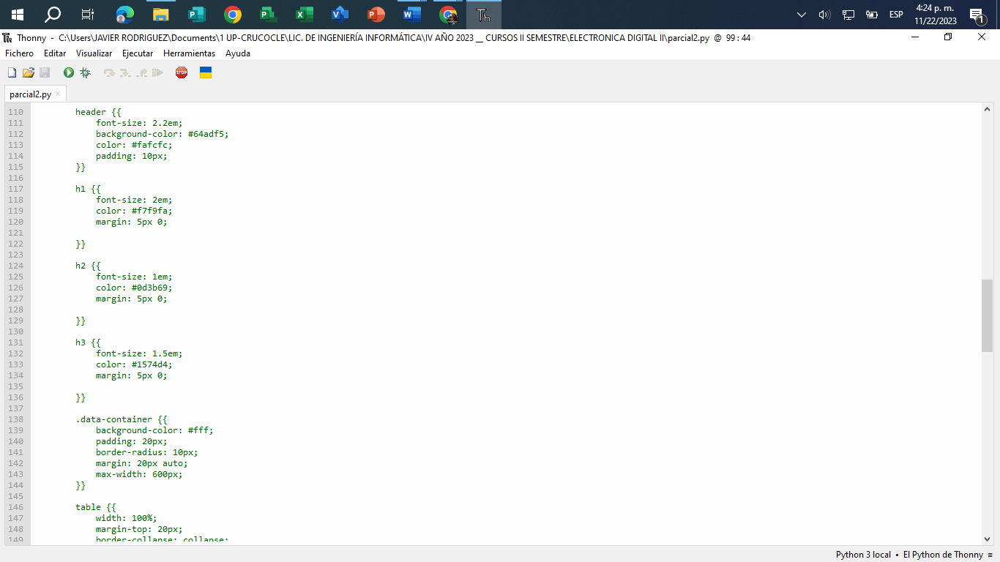 ESP
4:24 p. m.
11/22/2023
1
Thonny - C:\Users\JAVIER RODRIGUEZ\Documents\1 UP-CRUCOCLE\LIC. DE INGENIERÍA INFORMÁTICA\IV AÑO 2023 __ CURSOS II SEMESTRE\ELECTRONICA DIGITAL II\parcial2.py @ 99 : 44
Fichero Editar Visualizar Ejecutar Herramientas Ayuda
STOP
parcial2.py ×
110 header {{
111 font-size: 2.2em;
112 background-color: #64adf5;
113 color: #fafcfc;
114 padding: 10px;
115 }}
116
117 h1 {{
118 font-size: 2em;
119 color: #f7f9fa;
120 margin: 5px 0;
121
122 }}
123
124 h2 {{
125 font-size: 1em;
126 color: #0d3b69;
127 margin: 5px 0;
128
129 }}
130
131 h3 {{
132 font-size: 1.5em;
133 color: #1574d4;
134 margin: 5px 0;
135
136 }}
137
138 .data-container {{
139 background-color: #fff;
140 padding: 20px;
141 border-radius: 10px;
142 margin: 20px auto;
143 max-width: 600px;
144 }}
145
146 table {{
147 width: 100%;
148 margin-top: 20px;
149 border-collapse: collapse;
Python 3 local • El Python de Thonny ≡